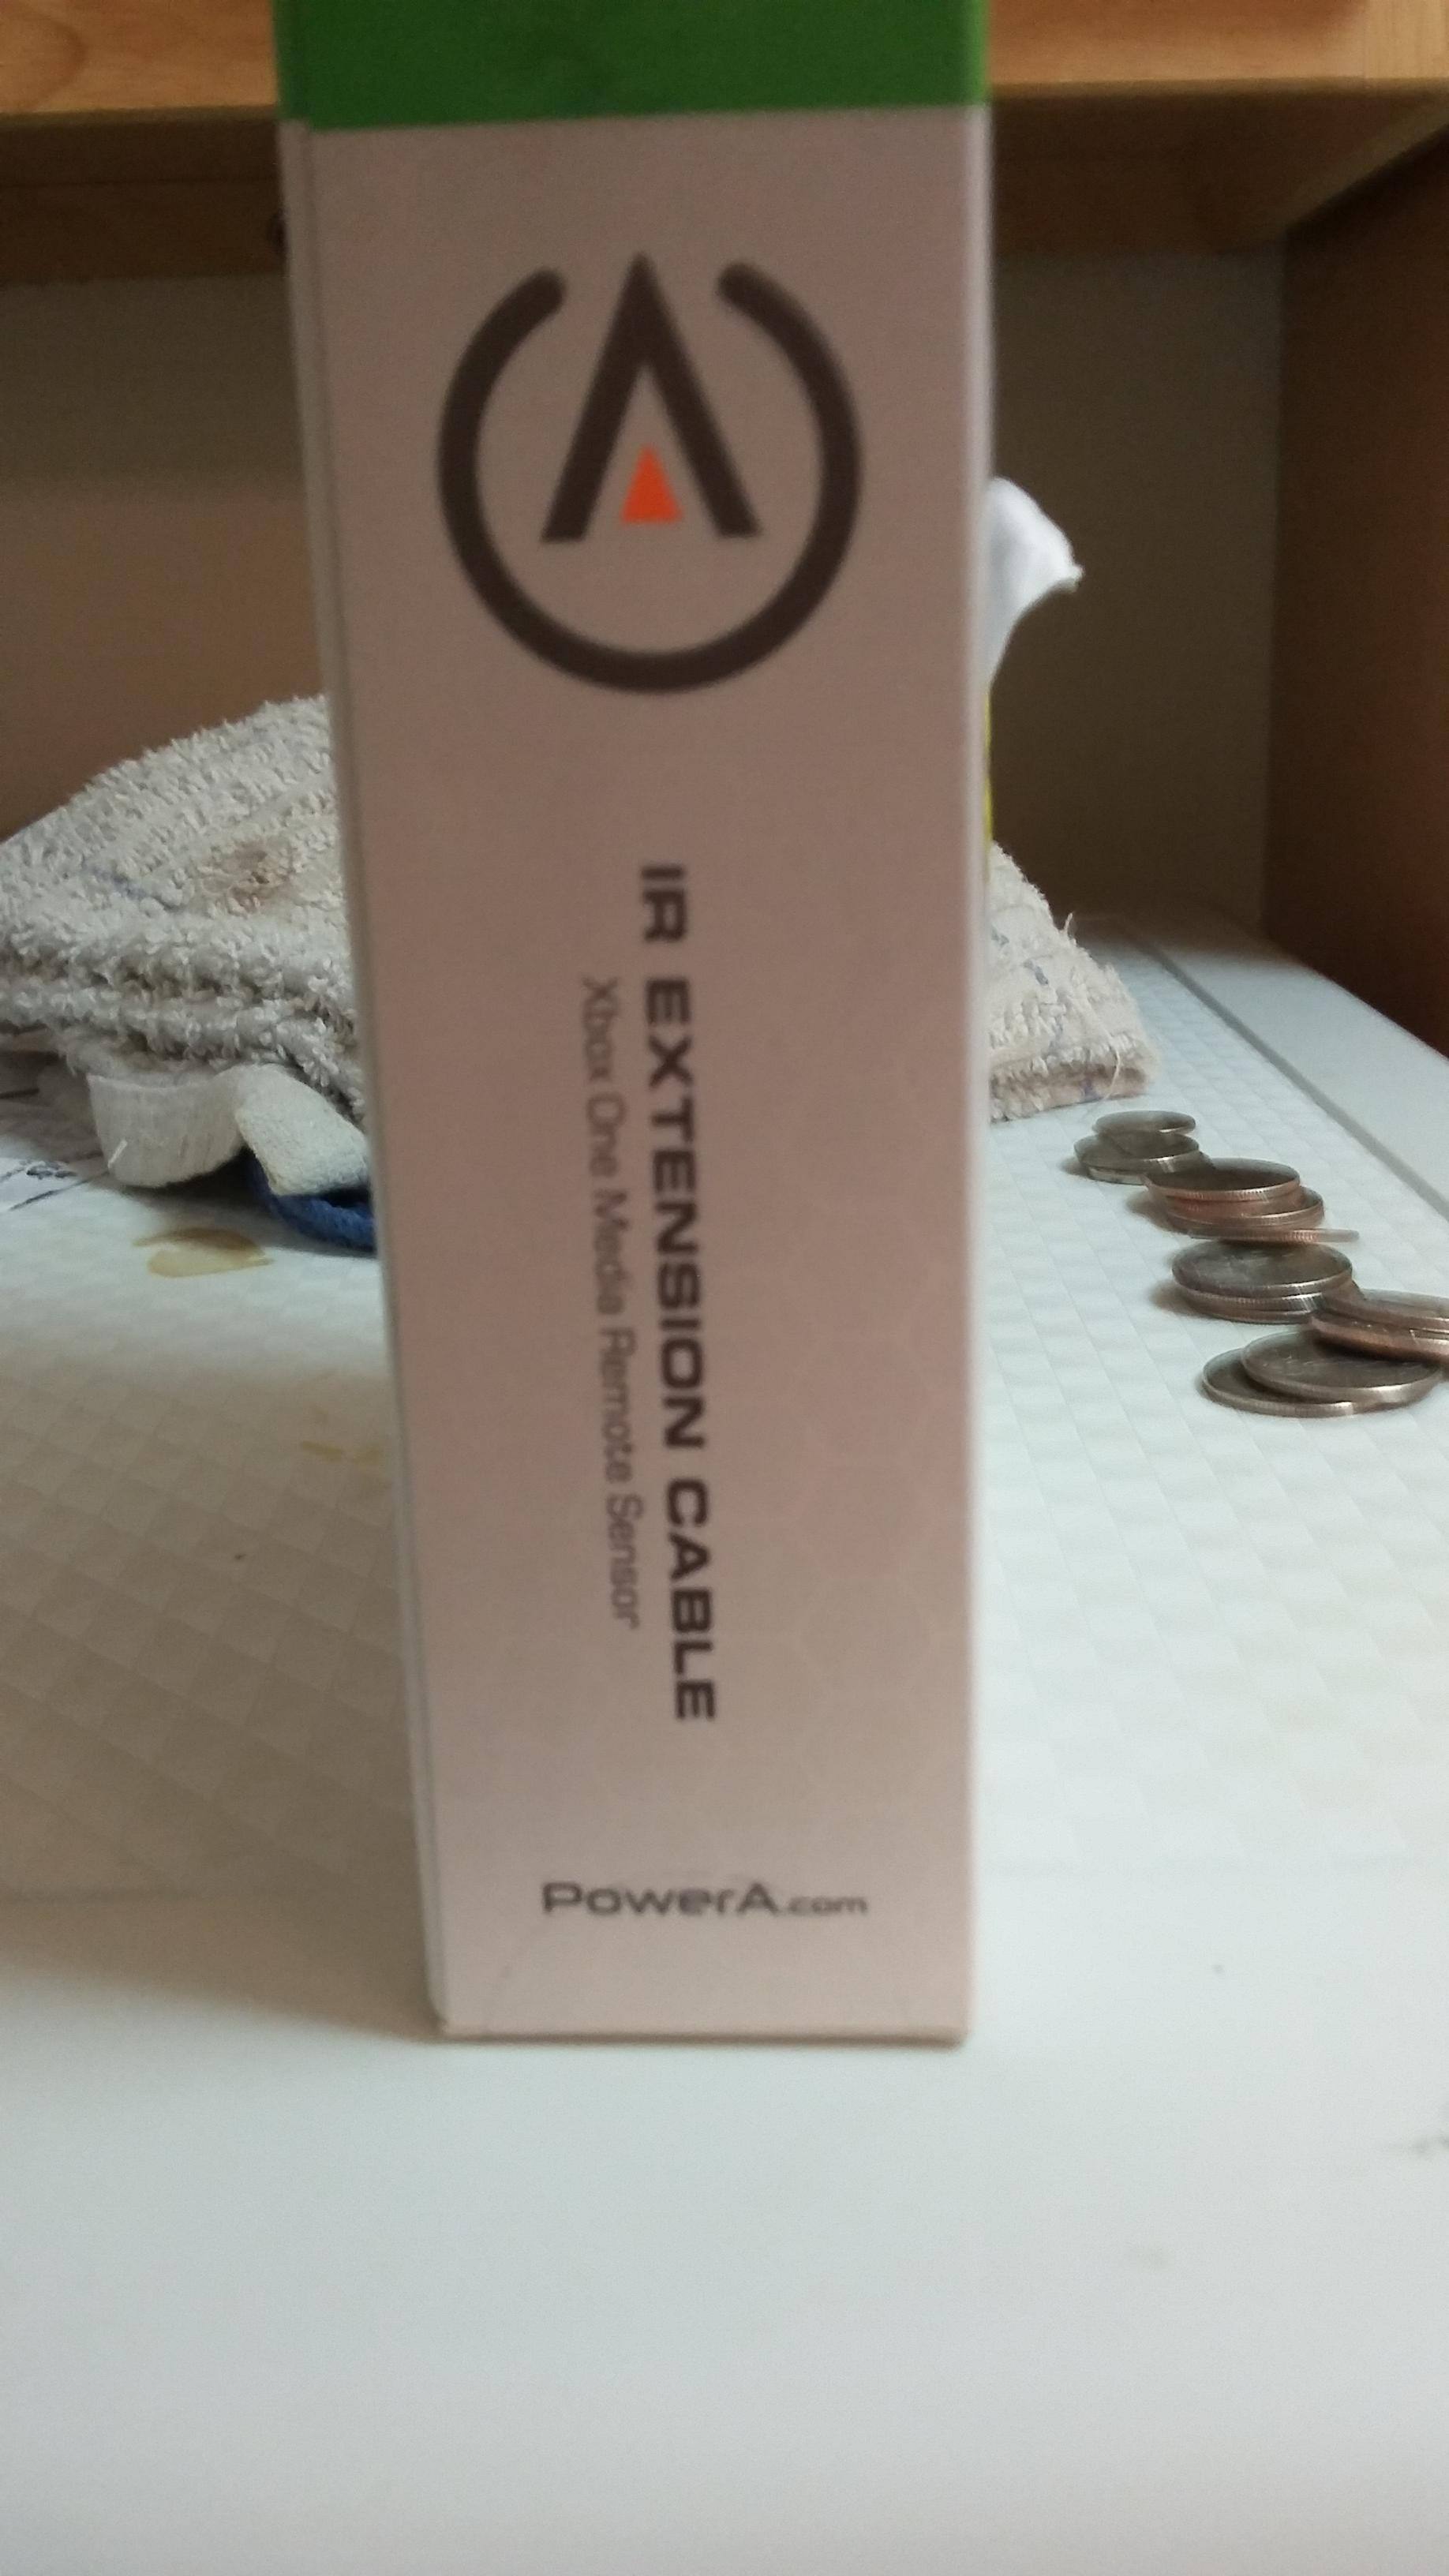 IR EXTENSION CABLE
Xbox One Media Remote Sensor
PowerA.com